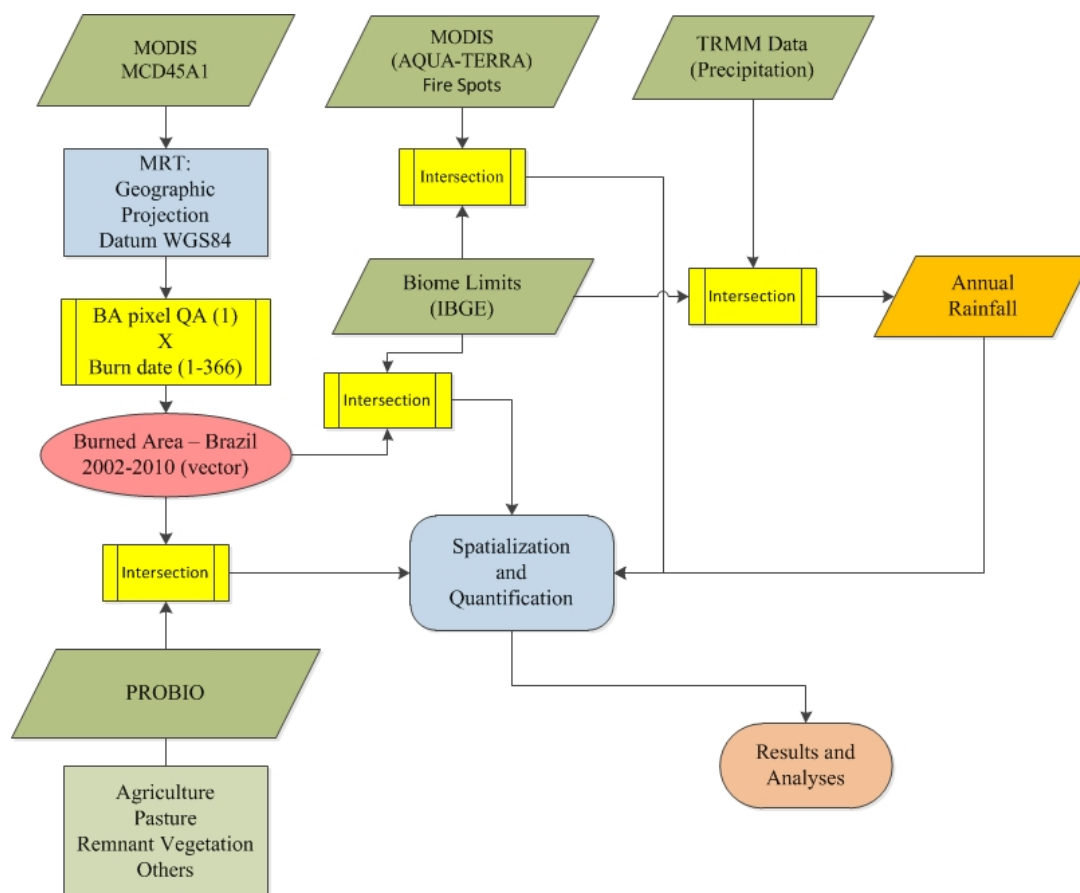 MODIS
MCD45A1
MODIS
(AQUA-TERRA)
Fire Spots
TRMM Data
(Precipitation)
MRT:
Geographic
Projection
Datum WGS84
Intersection
Biome Limits
(IBGE)
Intersection
Annual
Rainfall
BA pixel QA (1)
X
Burn date (1-366)
Intersection
Burned Area – Brazil
2002-2010 (vector)
Intersection
Spatialization
and
Quantification
PROBIO
Results and
Analyses
Agriculture
Pasture
Remnant Vegetation
Others